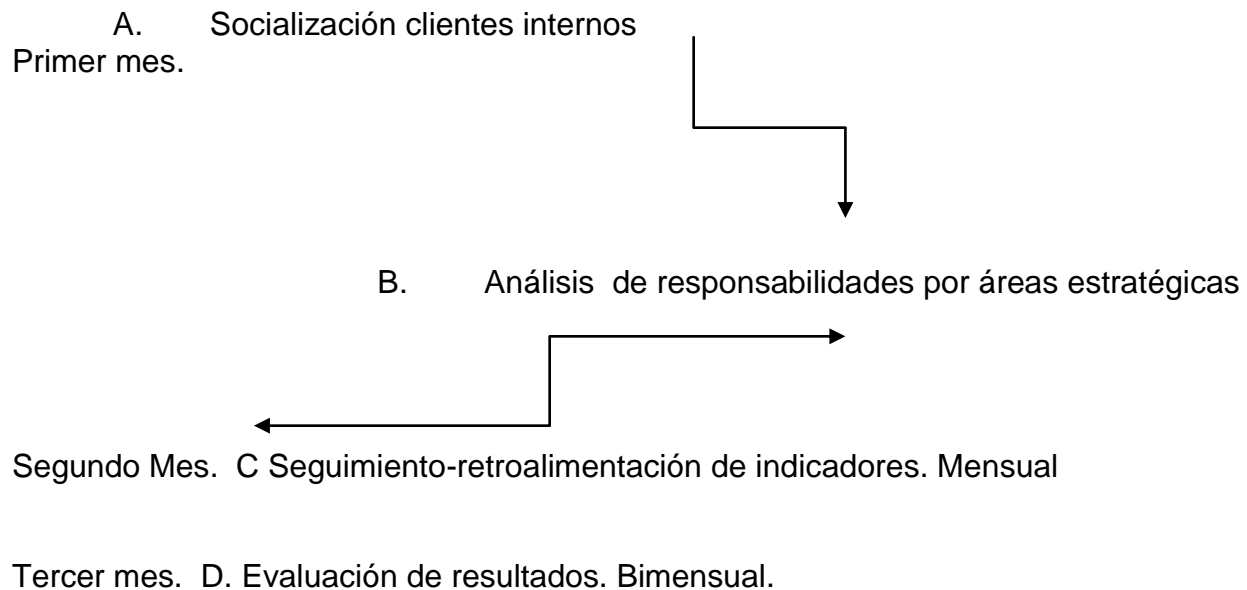 A. Socialización clientes internos
Primer mes.
B. Análisis de responsabilidades por áreas estratégicas
Segundo Mes. C Seguimiento-retroalimentación de indicadores. Mensual
Tercer mes. D. Evaluación de resultados. Bimensual.